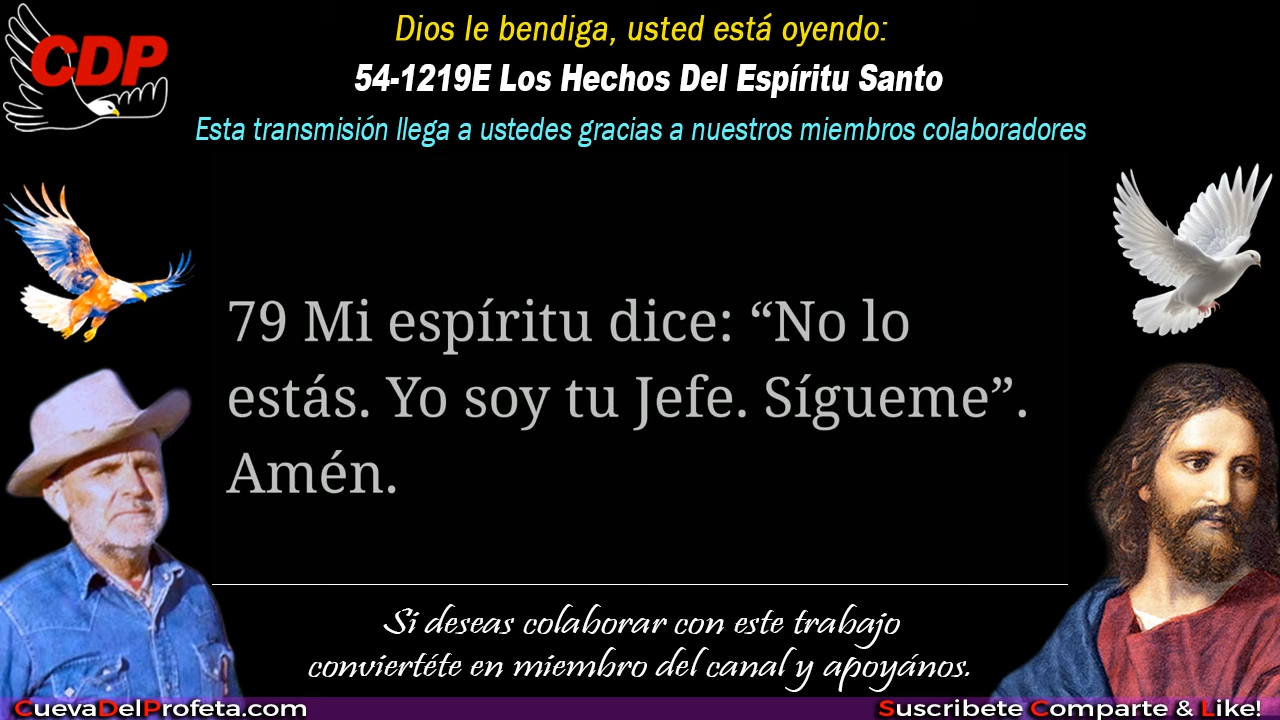 CDP
Dios le bendiga, usted está oyendo:
54-1219E Los Hechos Del Espíritu Santo
Esta transmisión llega a ustedes gracias a nuestros miembros colaboradores
79 Mi espíritu dice: “No lo
estás. Yo soy tu Jefe. Sígueme”.
Amén.
Si deseas colaborar con este trabajo
conviertéte en miembro del canal y apoyános.
CuevaDelProfeta.com
Suscribete Comparte & Like!